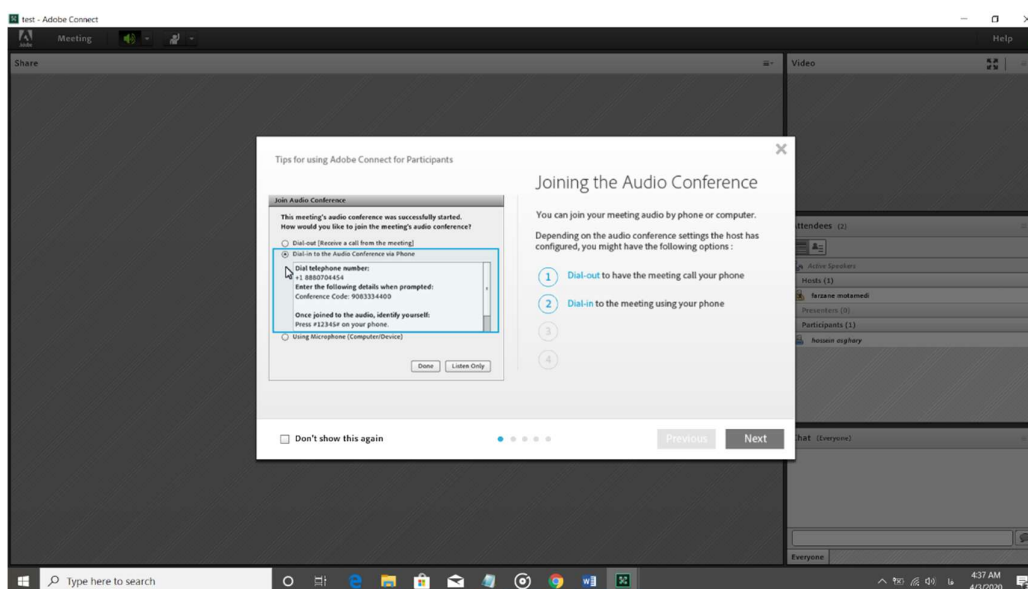 test - Adobe Connect
Adobe
Meeting
Help
Share
Video
Tips for using Adobe Connect for Participants
Join Audio Conference
This meeting's audio conference was successfully started.
How would you like to join the meeting's audio conference?
Dial-out [Receive a call from the meeting]
Dial-in to the Audio Conference via Phone
Dial telephone number:
+1 8880704454
Enter the following details when prompted:
Conference Code: 9083334400
Once joined to the audio, identify yourself:
Press #12345# on your phone.
Using Microphone (Computer/Device)
Done
Listen Only
Joining the Audio Conference
You can join your meeting audio by phone or computer.
Depending on the audio conference settings the host has
configured, you might have the following options :
1 Dial-out to have the meeting call your phone
2 Dial-in to the meeting using your phone
3
4
Don't show this again
Previous
Next
ttendees (2)
Active Speakers
Hosts (1)
farzane motamedi
Presenters (0)
Participants (1)
hossein asghary
hat (Everyone)
Everyone
Type here to search
فا
4:37 AM
4/3/2020